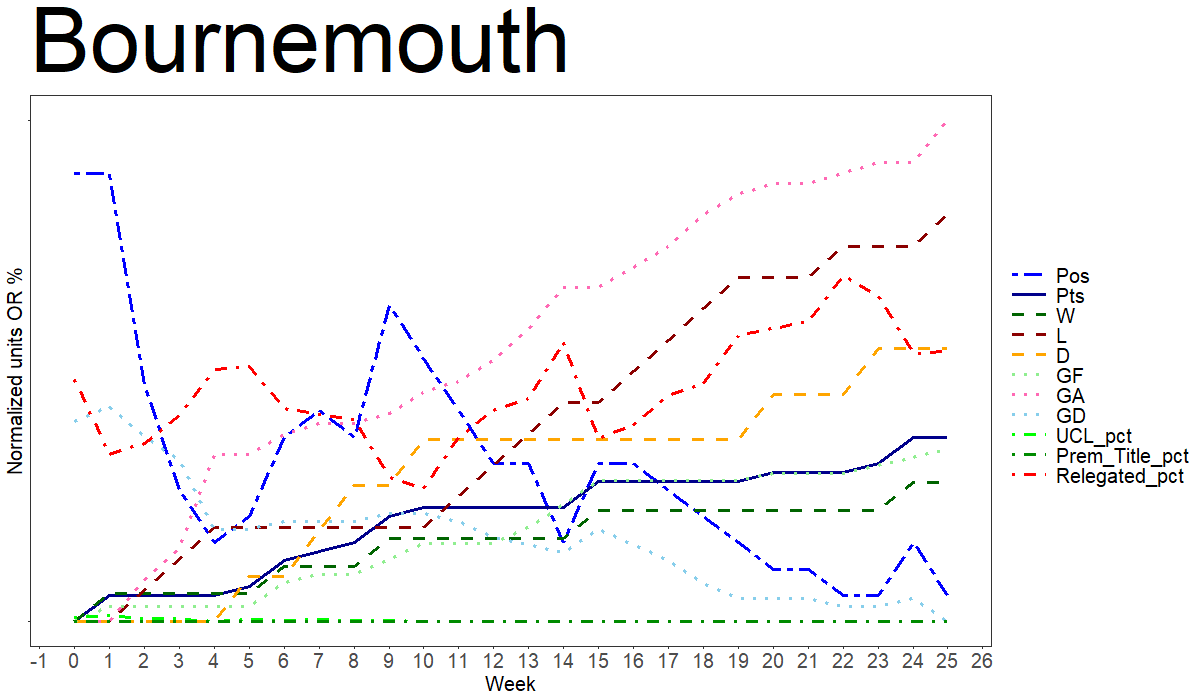 Bournemouth
Normalized units OR %
Pos
Pts
W
L
D
GF
GA
GD
UCL_pct
Prem_Title_pct
Relegated_pct
-1 0 1 2 3 4 5 6 7 8 9 10 11 12 13 14 15 16 17 18 19 20 21 22 23 24 25 26
Week